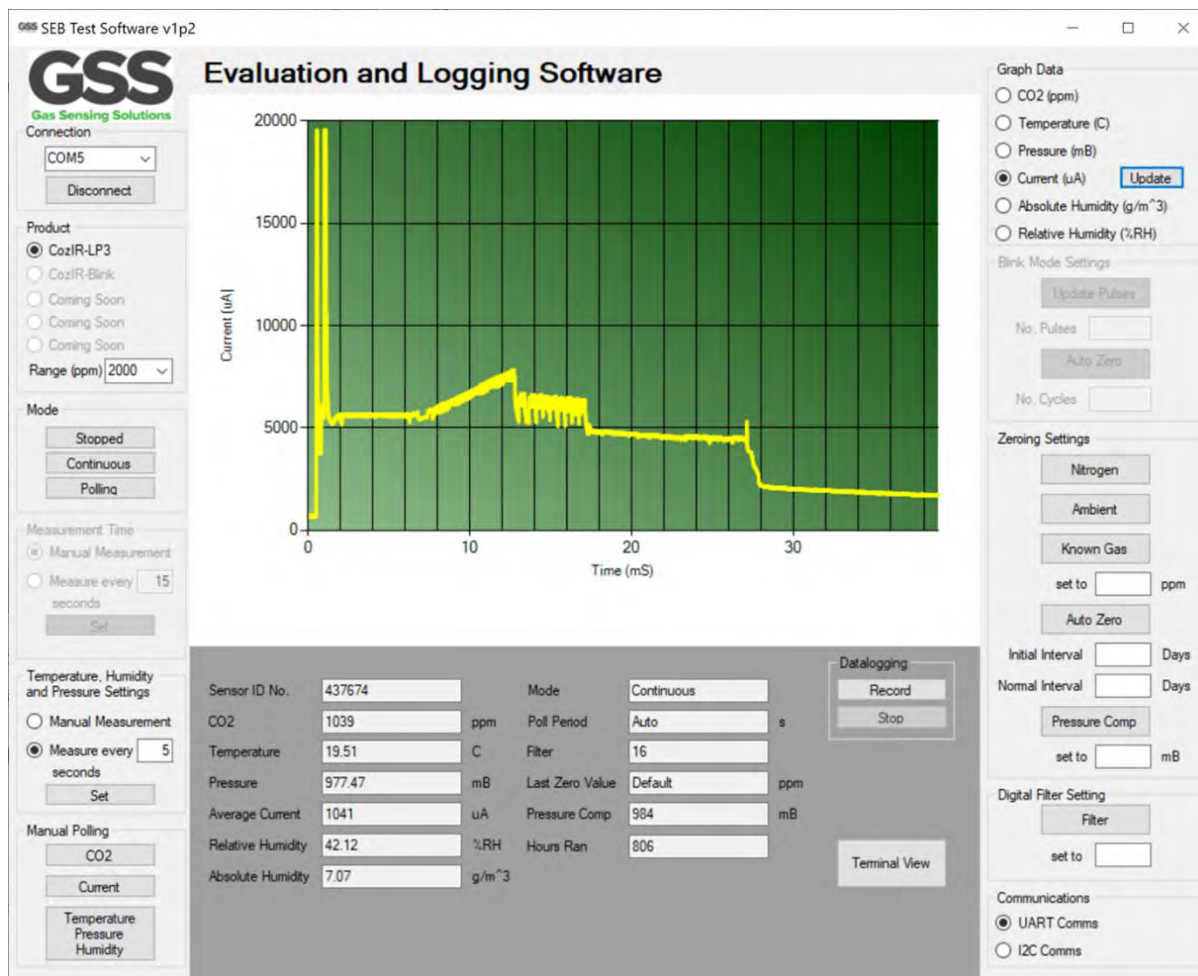 GSS SEB Test Software v1p2
GSS
Gas Sensing Solutions
Evaluation and Logging Software
Connection
COM5
Disconnect
Product
CozIR-LP3
CozIR-Blink
Coming Soon
Coming Soon
Coming Soon
Range (ppm) 2000
Mode
Stopped
Continuous
Polling
Measurement Time
Manual Measurement
Measure every 15
seconds
Set
Temperature, Humidity
and Pressure Settings
Manual Measurement
Measure every 5
seconds
Set
Manual Polling
CO2
Current
Temperature
Pressure
Humidity
20000
15000
10000
5000
0
Current (uA)
0 10 20 30
Time (mS)
Sensor ID No. 437674
CO2 1039 ppm
Temperature 19.51 C
Pressure 977.47 mB
Average Current 1041 uA
Relative Humidity 42.12 %RH
Absolute Humidity 7.07 g/m^3
Mode Continuous
Poll Period Auto s
Filter 16
Last Zero Value Default ppm
Pressure Comp 984 mB
Hours Ran 806
Datalogging
Record
Stop
Terminal View
Graph Data
CO2 (ppm)
Temperature (C)
Pressure (mB)
Current (uA) Update
Absolute Humidity (g/m^3)
Relative Humidity (%RH)
Blink Mode Settings
Update Pulses
No. Pulses
Auto Zero
No. Cycles
Zeroing Settings
Nitrogen
Ambient
Known Gas
set to ppm
Auto Zero
Initial Interval Days
Normal Interval Days
Pressure Comp
set to mB
Digital Filter Setting
Filter
set to
Communications
UART Comms
I2C Comms